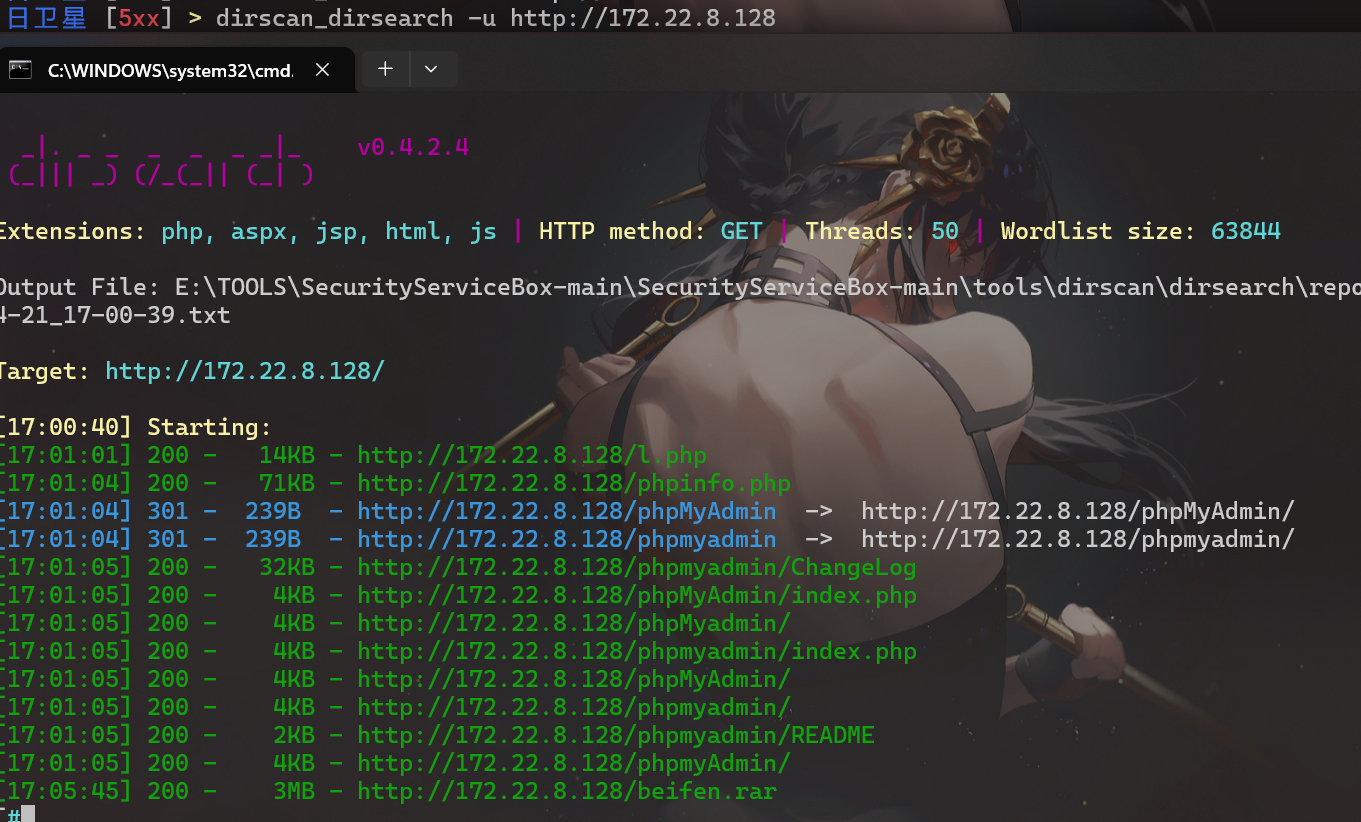 日卫星 [5xx] > dirscan_dirsearch -u http://172.22.8.128
C:\WINDOWS\system32\cmd.
v0.4.2.4
Extensions: php, aspx, jsp, html, js | HTTP method: GET | Threads: 50 | Wordlist size: 63844
Output File: E:\TOOLS\SecurityServiceBox-main\SecurityServiceBox-main\tools\dirscan\dirsearch\repo
4-21_17-00-39.txt
Target: http://172.22.8.128/
[17:00:40] Starting:
[17:01:01] 200 - 14KB - http://172.22.8.128/l.php
[17:01:04] 200 - 71KB - http://172.22.8.128/phpinfo.php
[17:01:04] 301 - 239B - http://172.22.8.128/phpMyAdmin -> http://172.22.8.128/phpMyAdmin/
[17:01:04] 301 - 239B - http://172.22.8.128/phpmyadmin -> http://172.22.8.128/phpmyadmin/
[17:01:05] 200 - 32KB - http://172.22.8.128/phpmyadmin/ChangeLog
[17:01:05] 200 - 4KB - http://172.22.8.128/phpMyAdmin/index.php
[17:01:05] 200 - 4KB - http://172.22.8.128/phpMyadmin/
[17:01:05] 200 - 4KB - http://172.22.8.128/phpmyadmin/index.php
[17:01:05] 200 - 4KB - http://172.22.8.128/phpMyAdmin/
[17:01:05] 200 - 4KB - http://172.22.8.128/phpmyadmin/
[17:01:05] 200 - 2KB - http://172.22.8.128/phpmyadmin/README
[17:01:05] 200 - 4KB - http://172.22.8.128/phpmyAdmin/
[17:05:45] 200 - 3MB - http://172.22.8.128/beifen.rar
[#